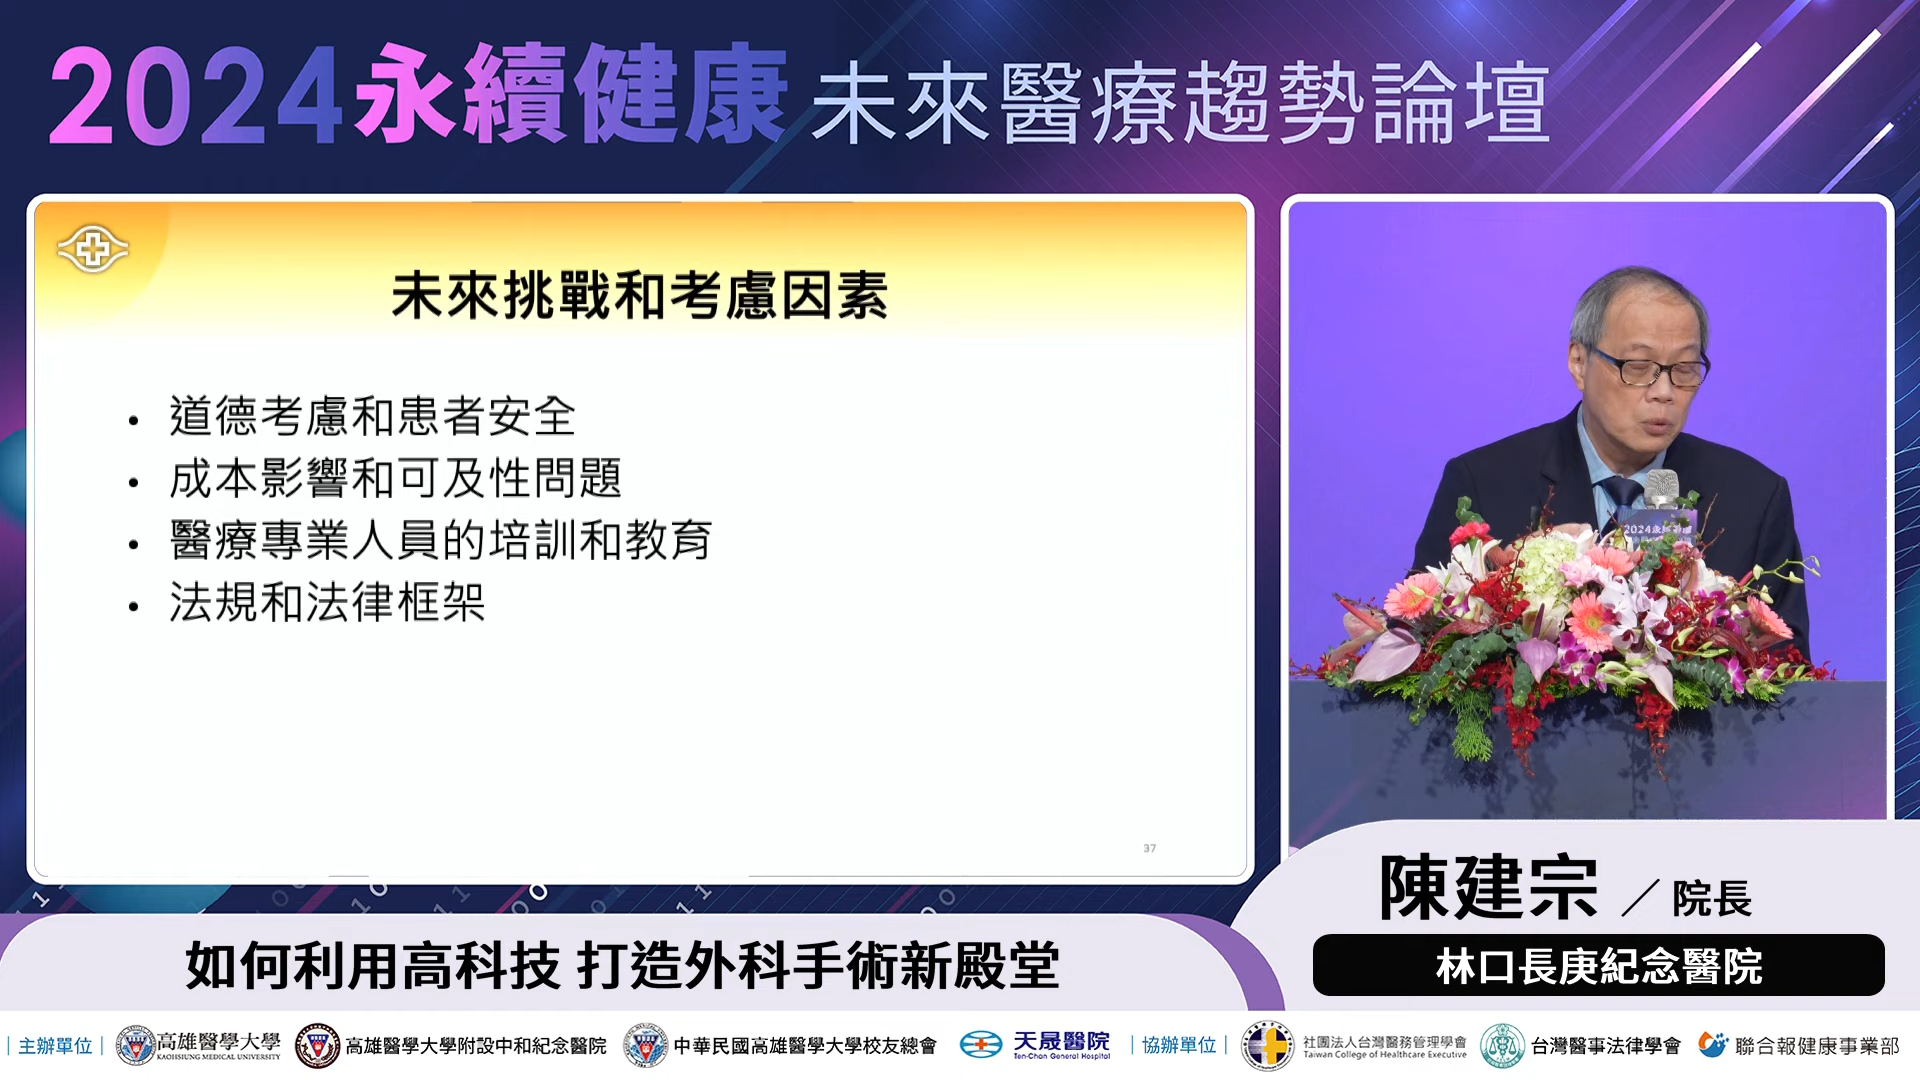 2024永續健康 未來醫療趨勢論壇
未來挑戰和考慮因素
• 道德考慮和患者安全
• 成本影響和可及性問題
• 醫療專業人員的培訓和教育
• 法規和法律框架
37
2024永續健康
陳建宗 ／ 院長
林口長庚紀念醫院
如何利用高科技 打造外科手術新殿堂
| 主辦單位 | 高雄醫學大學 KAOHSIUNG MEDICAL UNIVERSITY 高雄醫學大學附設中和紀念醫院 中華民國高雄醫學大學校友總會 天晟醫院 Ten-Chan General Hospital | 協辦單位 | 社團法人台灣醫務管理學會 Taiwan College of Healthcare Executive 台灣醫事法律學會 聯合報健康事業部